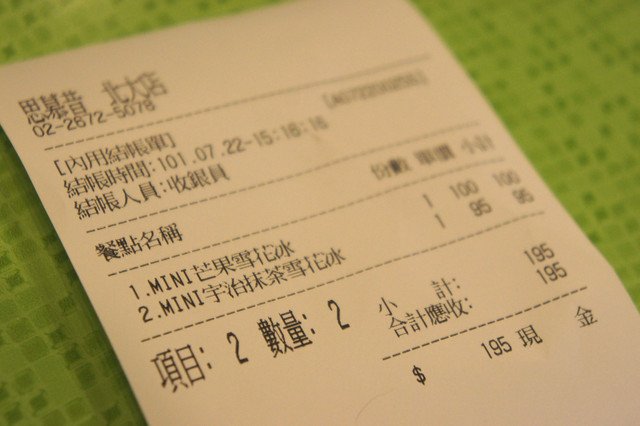 思慕昔 北大店
02-2672-5078
[內用結帳單]
結帳時間:101.07.22-15:16:16
結帳人員:收銀員
餐點名稱 份數 單價 小計
1.MINI芒果雪花冰 1 100 100
2.MINI宇治抹茶雪花冰 1 95 95
項目: 2 數量: 2
小 計: 195
合計應收: 195
$ 195 現 金